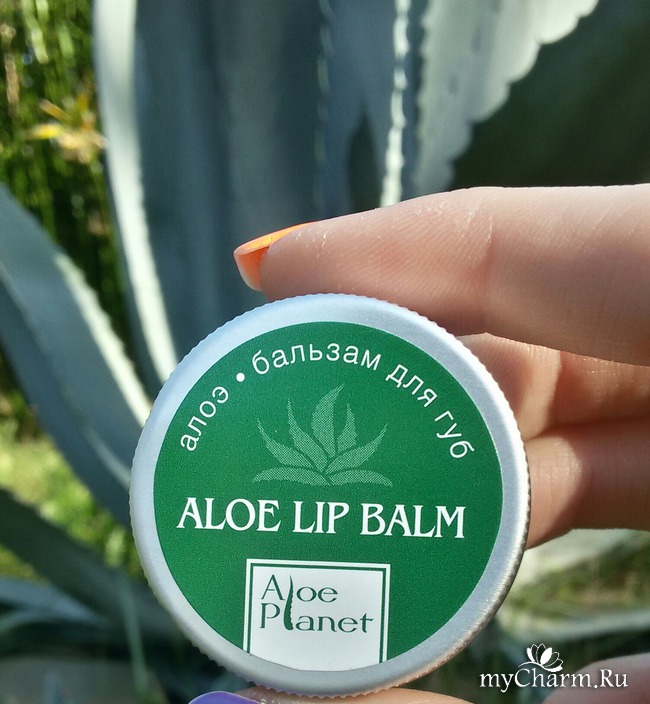 алоэ • бальзам для губ
ALOE LIP BALM
Aloe
Planet
myCharm.Ru